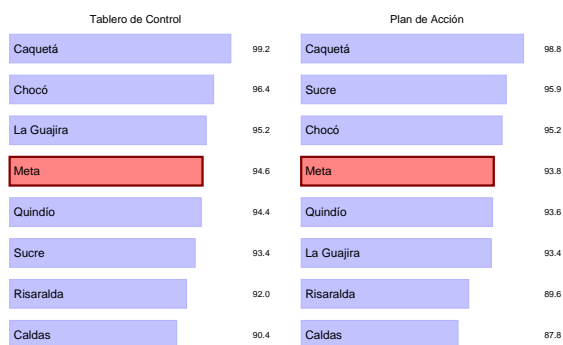 Tablero de Control
Caquetá 99.2
Chocó 96.4
La Guajira 95.2
Meta 94.6
Quindío 94.4
Sucre 93.4
Risaralda 92.0
Caldas 90.4
Plan de Acción
Caquetá 98.8
Sucre 95.9
Chocó 95.2
Meta 93.8
Quindío 93.6
La Guajira 93.4
Risaralda 89.6
Caldas 87.8